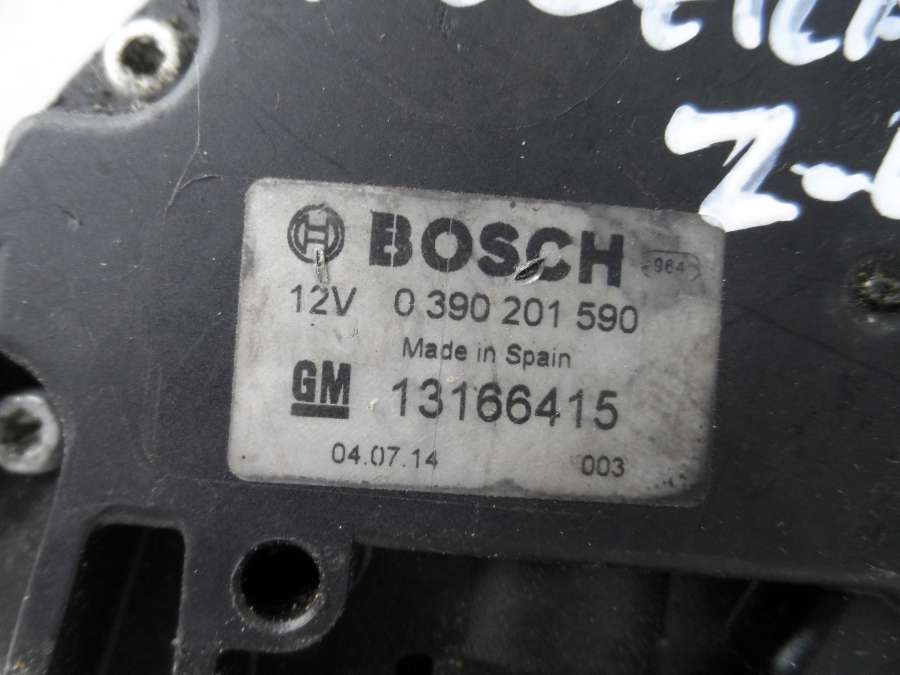 BOSCH
964
12V 0 390 201 590
Made in Spain
GM 13166415
04.07.14 003